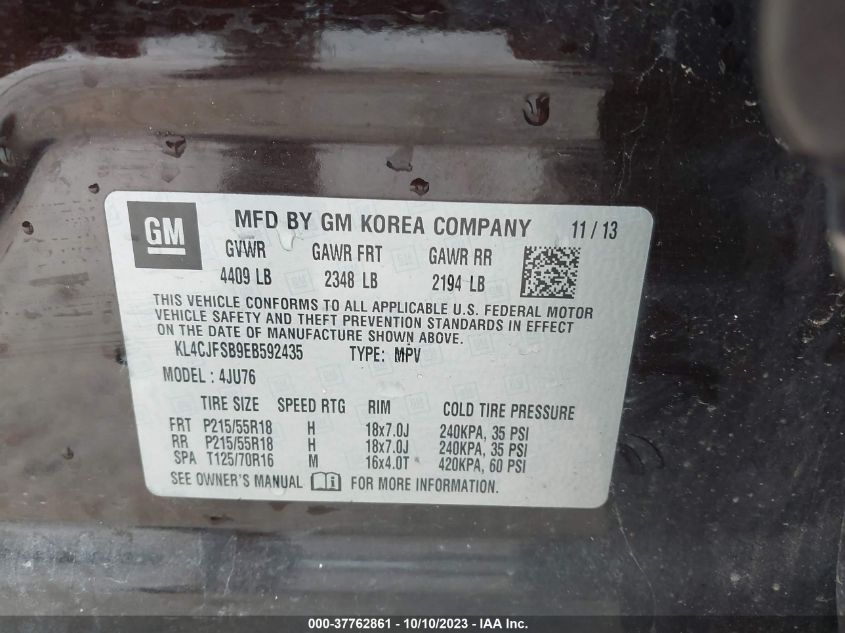 GM MFD BY GM KOREA COMPANY 11 / 13
GVWR GAWR FRT GAWR RR
4409 LB 2348 LB 2194 LB
THIS VEHICLE CONFORMS TO ALL APPLICABLE U.S. FEDERAL MOTOR
VEHICLE SAFETY AND THEFT PREVENTION STANDARDS IN EFFECT
ON THE DATE OF MANUFACTURE SHOWN ABOVE.
KL4CJFSB9EB592435 TYPE: MPV
MODEL : 4JU76
TIRE SIZE SPEED RTG RIM COLD TIRE PRESSURE
FRT P215/55R18 H 18x7.0J 240KPA, 35 PSI
RR P215/55R18 H 18x7.0J 240KPA, 35 PSI
SPA T125/70R16 M 16x4.0T 420KPA, 60 PSI
SEE OWNER'S MANUAL FOR MORE INFORMATION.
000-37762861 - 10/10/2023 - IAA Inc.